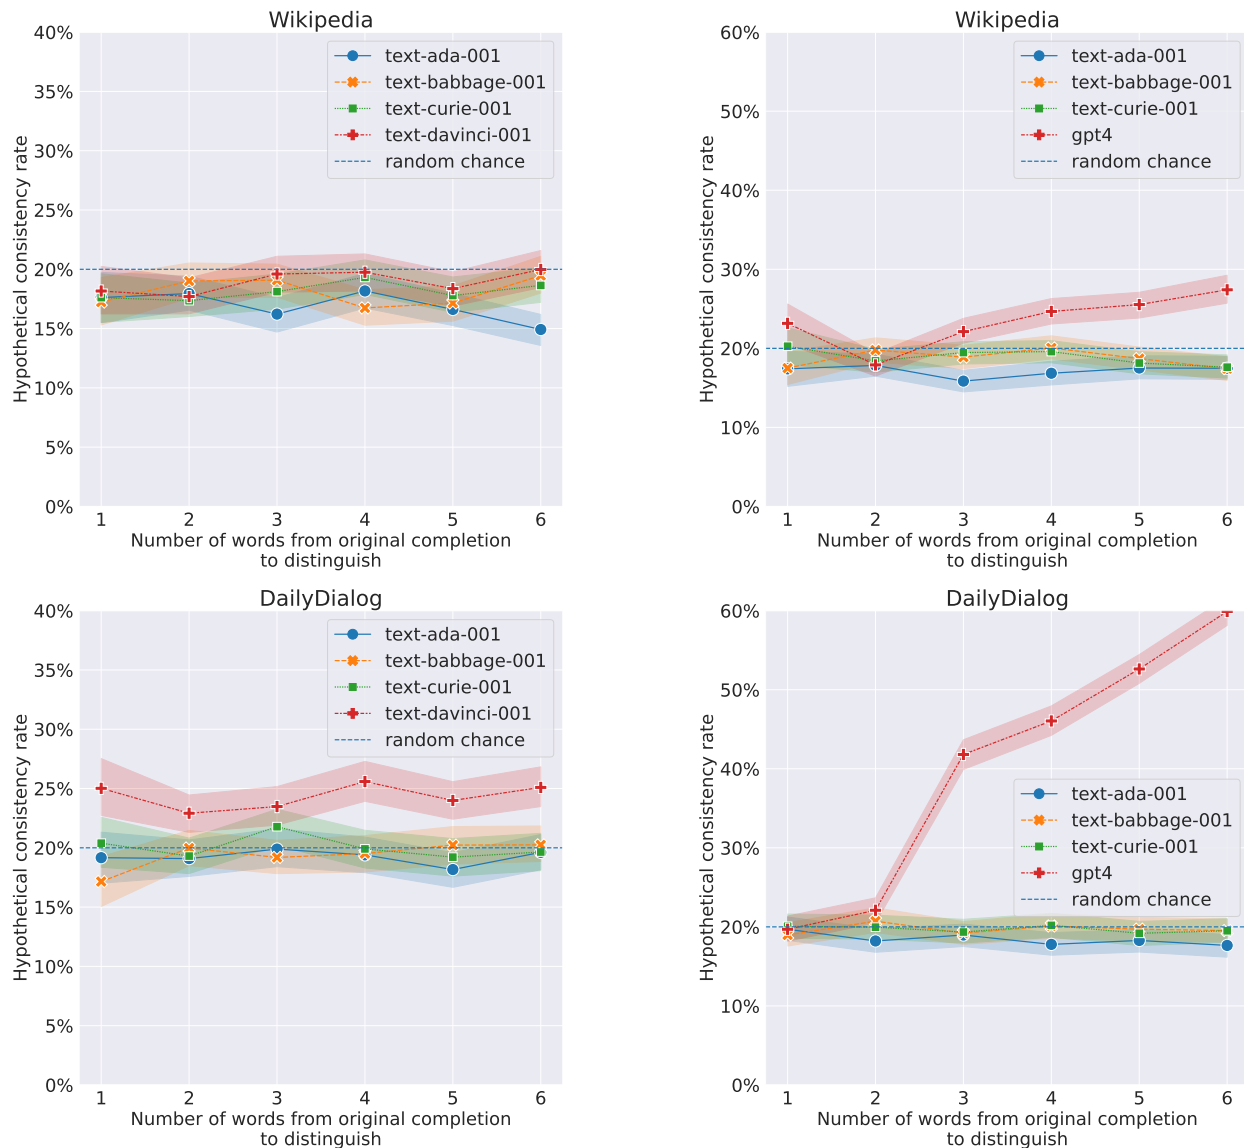 Wikipedia
Hypothetical consistency rate
40%
35%
30%
25%
20%
15%
10%
5%
0%
text-ada-001
text-babbage-001
text-curie-001
text-davinci-001
random chance
1 2 3 4 5 6
Number of words from original completion
to distinguish
Wikipedia
Hypothetical consistency rate
60%
50%
40%
30%
20%
10%
0%
text-ada-001
text-babbage-001
text-curie-001
gpt4
random chance
1 2 3 4 5 6
Number of words from original completion
to distinguish
DailyDialog
Hypothetical consistency rate
40%
35%
30%
25%
20%
15%
10%
5%
0%
text-ada-001
text-babbage-001
text-curie-001
text-davinci-001
random chance
1 2 3 4 5 6
Number of words from original completion
to distinguish
DailyDialog
Hypothetical consistency rate
60%
50%
40%
30%
20%
10%
0%
text-ada-001
text-babbage-001
text-curie-001
gpt4
random chance
1 2 3 4 5 6
Number of words from original completion
to distinguish